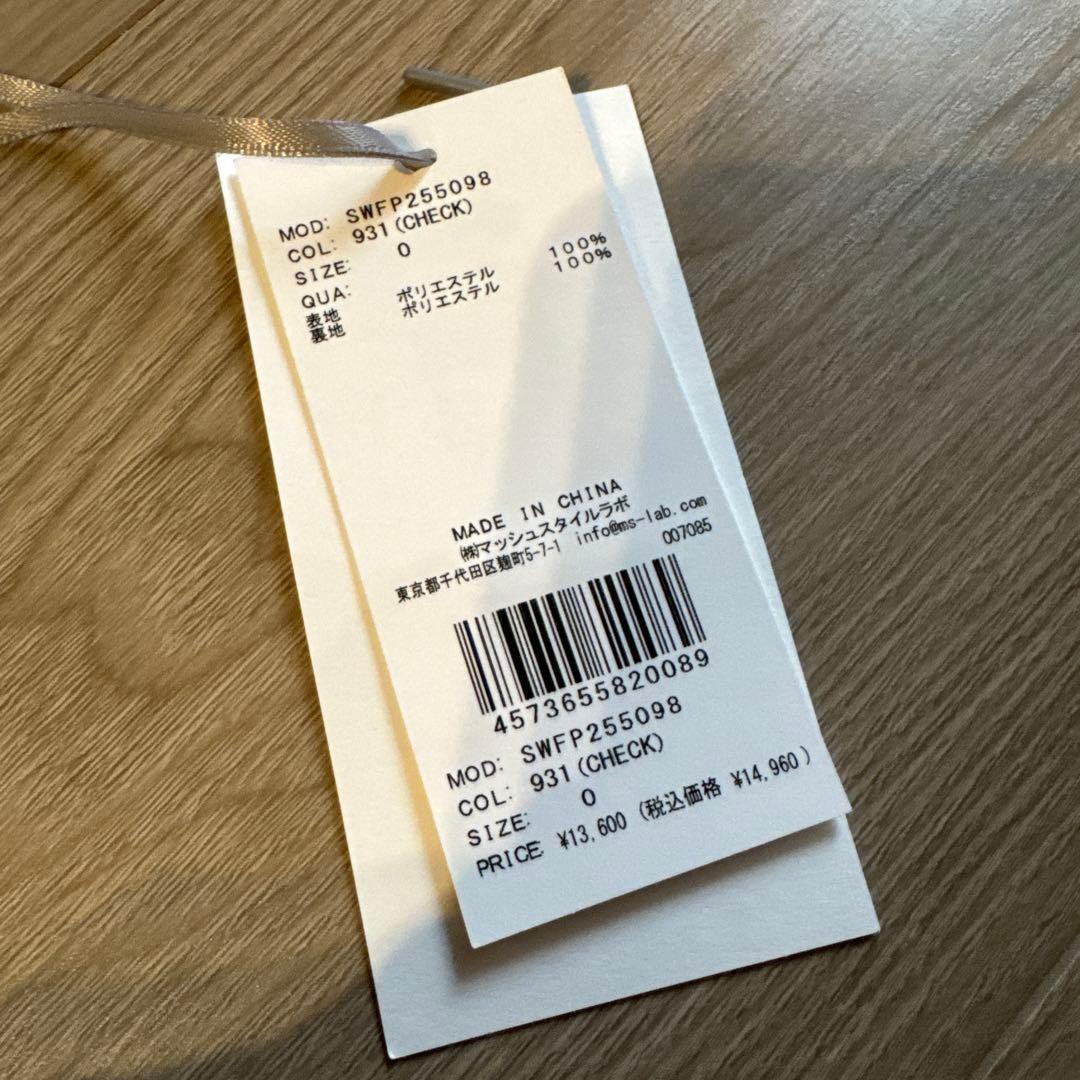 MOD: SWFP255098
COL: 931(CHECK)
SIZE: 0
QUA:
表地 ポリエステル 100%
裏地 ポリエステル 100%
MADE IN CHINA
㈱マッシュスタイルラボ
東京都千代田区麹町5-7-1 info@ms-lab.com
007085
4573655820089
MOD: SWFP255098
COL: 931(CHECK)
SIZE: 0
PRICE: ¥13,600 (税込価格 ¥14,960)